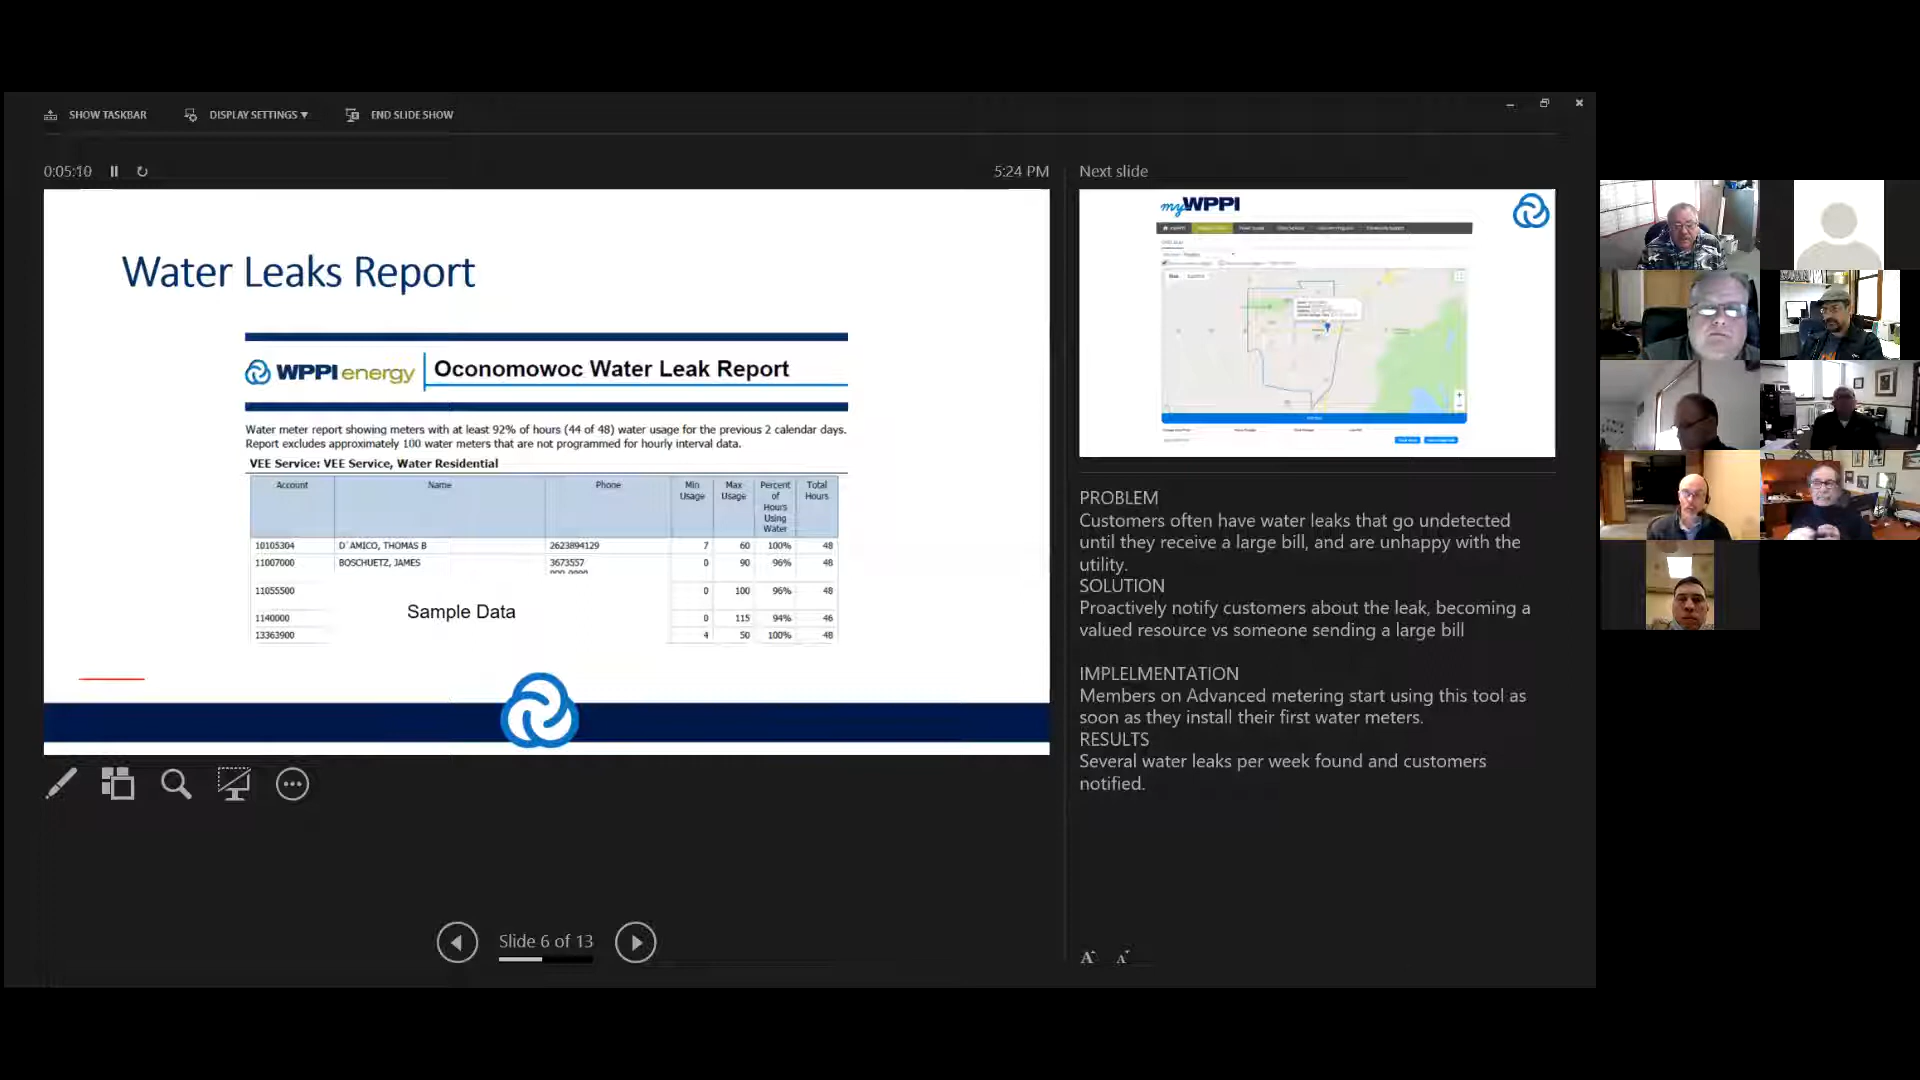 SHOW TASKBAR
DISPLAY SETTINGS ▾
END SLIDE SHOW
0:05:10
5:24 PM
Next slide
Water Leaks Report
WPPI energy
Oconomowoc Water Leak Report
Water meter report showing meters with at least 92% of hours (44 of 48) water usage for the previous 2 calendar days.
Report excludes approximately 100 water meters that are not programmed for hourly interval data.
VEE Service: VEE Service, Water Residential
Account Name Phone Min Usage Max Usage Percent of Hours Using Water Total Hours
10105304 D`AMICO, THOMAS B 2623894129 7 60 100% 48
11007000 BOSCHUETZ, JAMES 3673557 0 90 96% 48
11055500 0 100 96% 48
1140000 0 115 94% 46
13363900 4 50 100% 48
Sample Data
Slide 6 of 13
myWPPI
PROBLEM
Customers often have water leaks that go undetected
until they receive a large bill, and are unhappy with the
utility.
SOLUTION
Proactively notify customers about the leak, becoming a
valued resource vs someone sending a large bill
IMPLELMENTATION
Members on Advanced metering start using this tool as
soon as they install their first water meters.
RESULTS
Several water leaks per week found and customers
notified.
A A